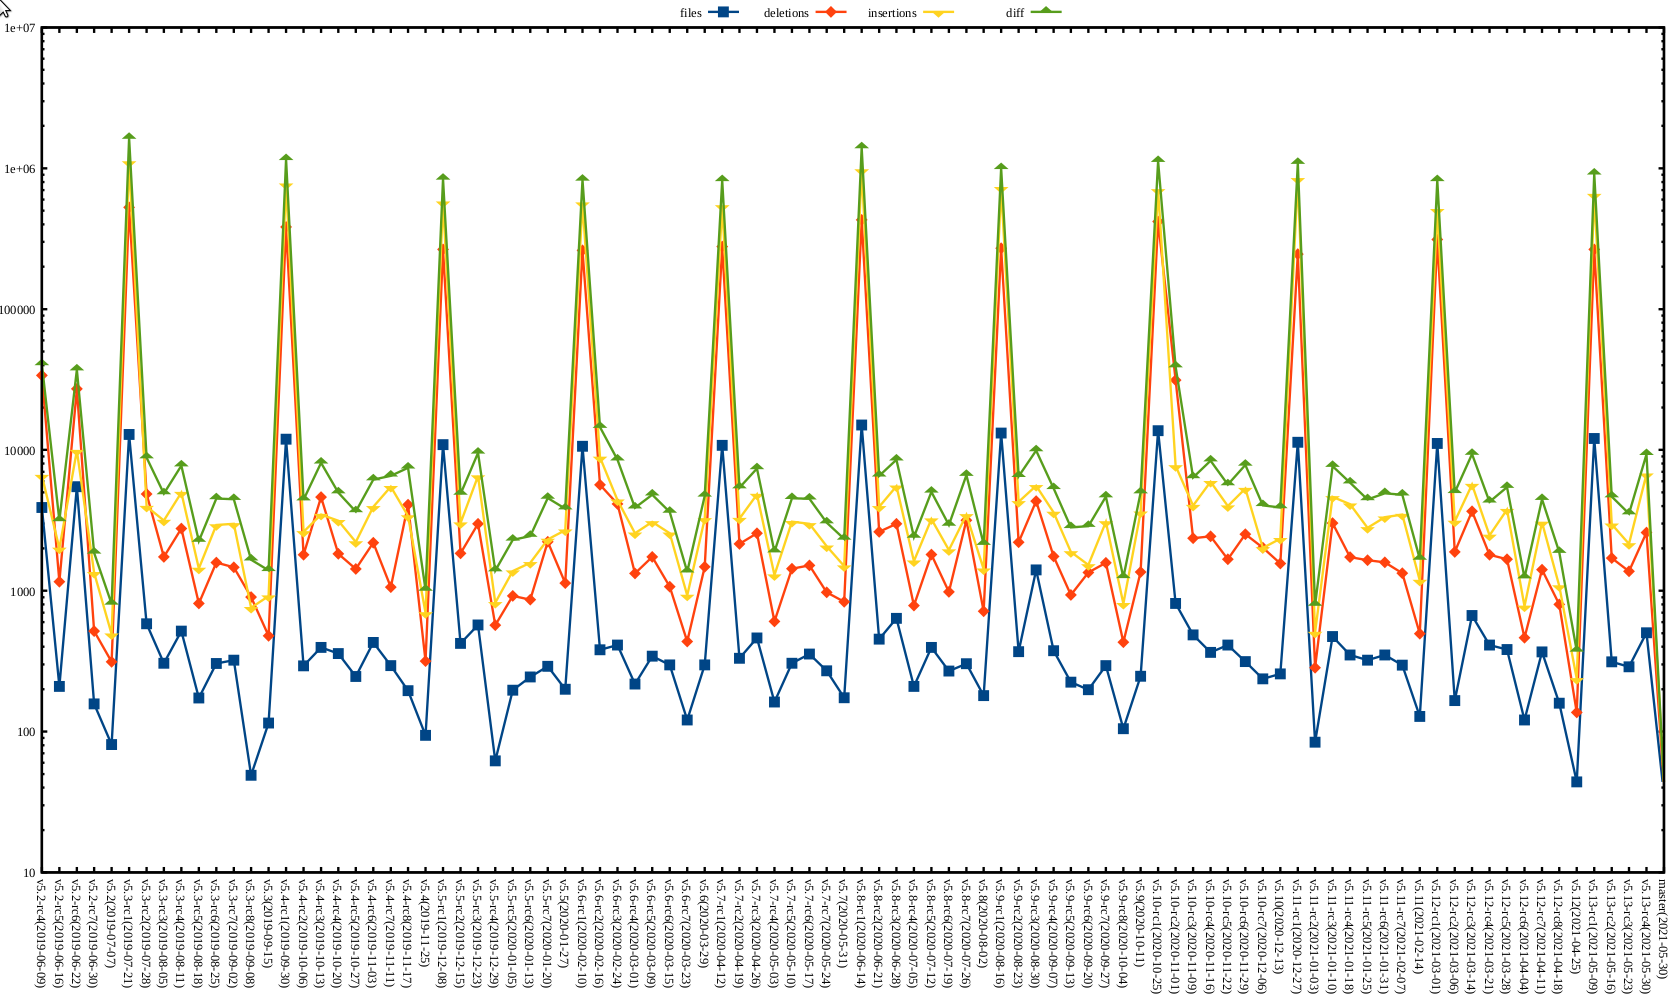 files deletions insertions diff
1e+07
1e+06
100000
10000
1000
100
10
v5.2-rc4(2019-06-09)
v5.2-rc5(2019-06-16)
v5.2-rc6(2019-06-22)
v5.2-rc7(2019-06-30)
v5.2(2019-07-07)
v5.3-rc1(2019-07-21)
v5.3-rc2(2019-07-28)
v5.3-rc3(2019-08-05)
v5.3-rc4(2019-08-11)
v5.3-rc5(2019-08-18)
v5.3-rc6(2019-08-25)
v5.3-rc7(2019-09-02)
v5.3-rc8(2019-09-08)
v5.3(2019-09-15)
v5.4-rc1(2019-09-30)
v5.4-rc2(2019-10-06)
v5.4-rc3(2019-10-13)
v5.4-rc4(2019-10-20)
v5.4-rc5(2019-10-27)
v5.4-rc6(2019-11-03)
v5.4-rc7(2019-11-11)
v5.4-rc8(2019-11-17)
v5.4(2019-11-25)
v5.5-rc1(2019-12-08)
v5.5-rc2(2019-12-15)
v5.5-rc3(2019-12-23)
v5.5-rc4(2019-12-29)
v5.5-rc5(2020-01-05)
v5.5-rc6(2020-01-13)
v5.5-rc7(2020-01-20)
v5.5(2020-01-27)
v5.6-rc1(2020-02-10)
v5.6-rc2(2020-02-16)
v5.6-rc3(2020-02-24)
v5.6-rc4(2020-03-01)
v5.6-rc5(2020-03-09)
v5.6-rc6(2020-03-15)
v5.6-rc7(2020-03-23)
v5.6(2020-03-29)
v5.7-rc1(2020-04-12)
v5.7-rc2(2020-04-19)
v5.7-rc3(2020-04-26)
v5.7-rc4(2020-05-03)
v5.7-rc5(2020-05-10)
v5.7-rc6(2020-05-17)
v5.7-rc7(2020-05-24)
v5.7(2020-05-31)
v5.8-rc1(2020-06-14)
v5.8-rc2(2020-06-21)
v5.8-rc3(2020-06-28)
v5.8-rc4(2020-07-05)
v5.8-rc5(2020-07-12)
v5.8-rc6(2020-07-19)
v5.8-rc7(2020-07-26)
v5.8(2020-08-02)
v5.9-rc1(2020-08-16)
v5.9-rc2(2020-08-23)
v5.9-rc3(2020-08-30)
v5.9-rc4(2020-09-07)
v5.9-rc5(2020-09-13)
v5.9-rc6(2020-09-20)
v5.9-rc7(2020-09-27)
v5.9-rc8(2020-10-04)
v5.9(2020-10-11)
v5.10-rc1(2020-10-25)
v5.10-rc2(2020-11-01)
v5.10-rc3(2020-11-09)
v5.10-rc4(2020-11-16)
v5.10-rc5(2020-11-22)
v5.10-rc6(2020-11-29)
v5.10-rc7(2020-12-06)
v5.10(2020-12-13)
v5.11-rc1(2020-12-27)
v5.11-rc2(2021-01-03)
v5.11-rc3(2021-01-10)
v5.11-rc4(2021-01-18)
v5.11-rc5(2021-01-25)
v5.11-rc6(2021-01-31)
v5.11-rc7(2021-02-07)
v5.11(2021-02-14)
v5.12-rc1(2021-03-01)
v5.12-rc2(2021-03-05)
v5.12-rc3(2021-03-14)
v5.12-rc4(2021-03-21)
v5.12-rc5(2021-03-28)
v5.12-rc6(2021-04-04)
v5.12-rc7(2021-04-11)
v5.12-rc8(2021-04-18)
v5.12(2021-04-25)
v5.13-rc1(2021-05-09)
v5.13-rc2(2021-05-16)
v5.13-rc3(2021-05-23)
v5.13-rc4(2021-05-30)
master(2021-05-30)